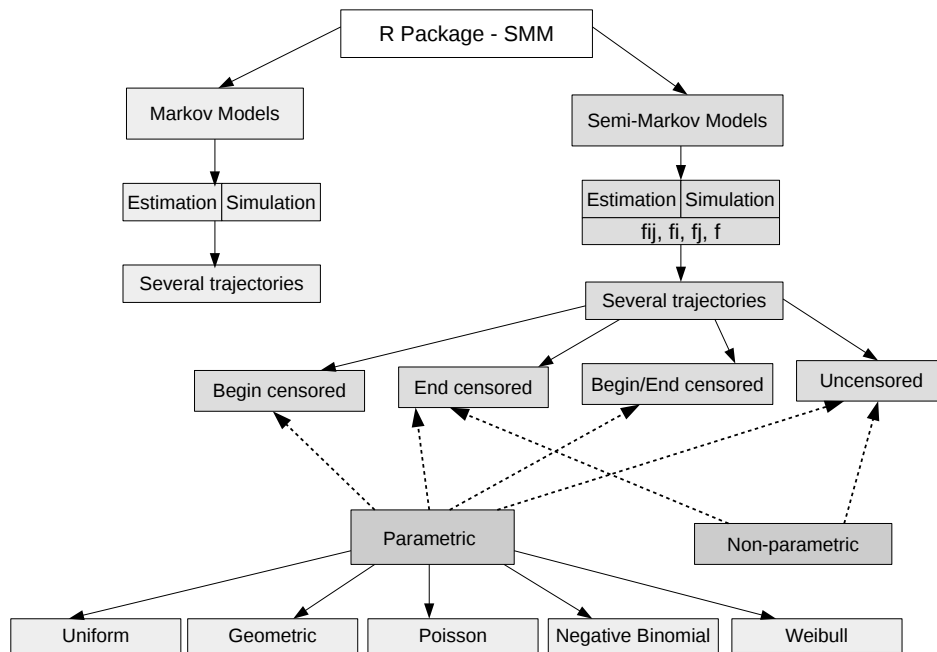 R Package - SMM
Markov Models
Semi-Markov Models
Estimation
Simulation
Estimation
Simulation
fij, fi, fj, f
Several trajectories
Several trajectories
Begin censored
End censored
Begin/End censored
Uncensored
Parametric
Non-parametric
Uniform
Geometric
Poisson
Negative Binomial
Weibull